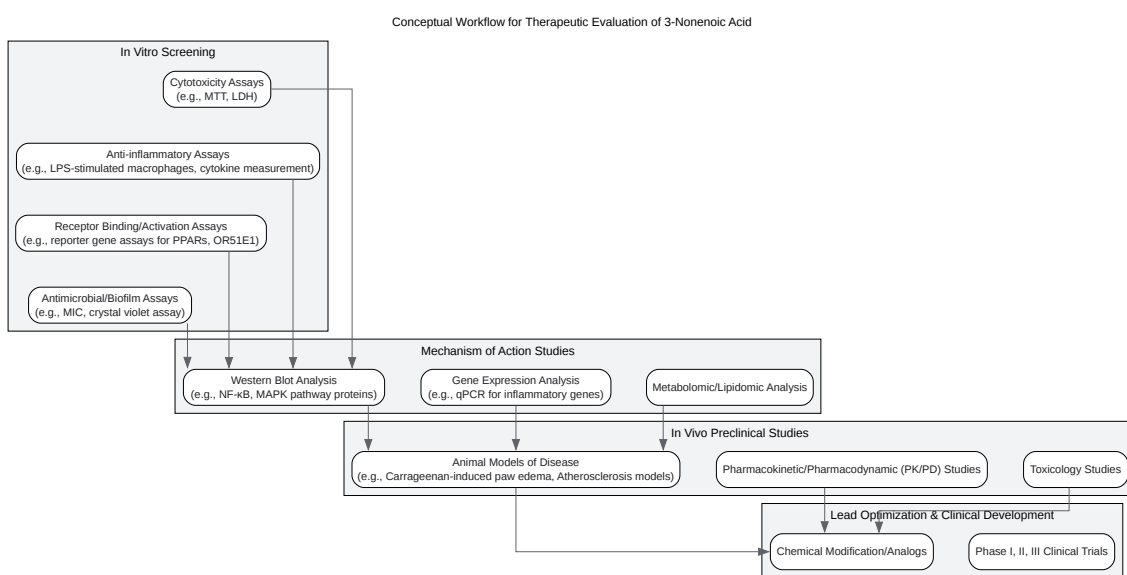 Conceptual Workflow for Therapeutic Evaluation of 3-Nonenoic Acid
In Vitro Screening
Cytotoxicity Assays
(e.g., MTT, LDH)
Anti-inflammatory Assays
(e.g., LPS-stimulated macrophages, cytokine measurement)
Receptor Binding/Activation Assays
(e.g., reporter gene assays for PPARs, OR51E1)
Antimicrobial/Biofilm Assays
(e.g., MIC, crystal violet assay)
Mechanism of Action Studies
Western Blot Analysis
(e.g., NF-κB, MAPK pathway proteins)
Gene Expression Analysis
(e.g., qPCR for inflammatory genes)
Metabolomic/Lipidomic Analysis
In Vivo Preclinical Studies
Animal Models of Disease
(e.g., Carrageenan-induced paw edema, Atherosclerosis models)
Pharmacokinetic/Pharmacodynamic (PK/PD) Studies
Toxicology Studies
Lead Optimization & Clinical Development
Chemical Modification/Analogs
Phase I, II, III Clinical Trials